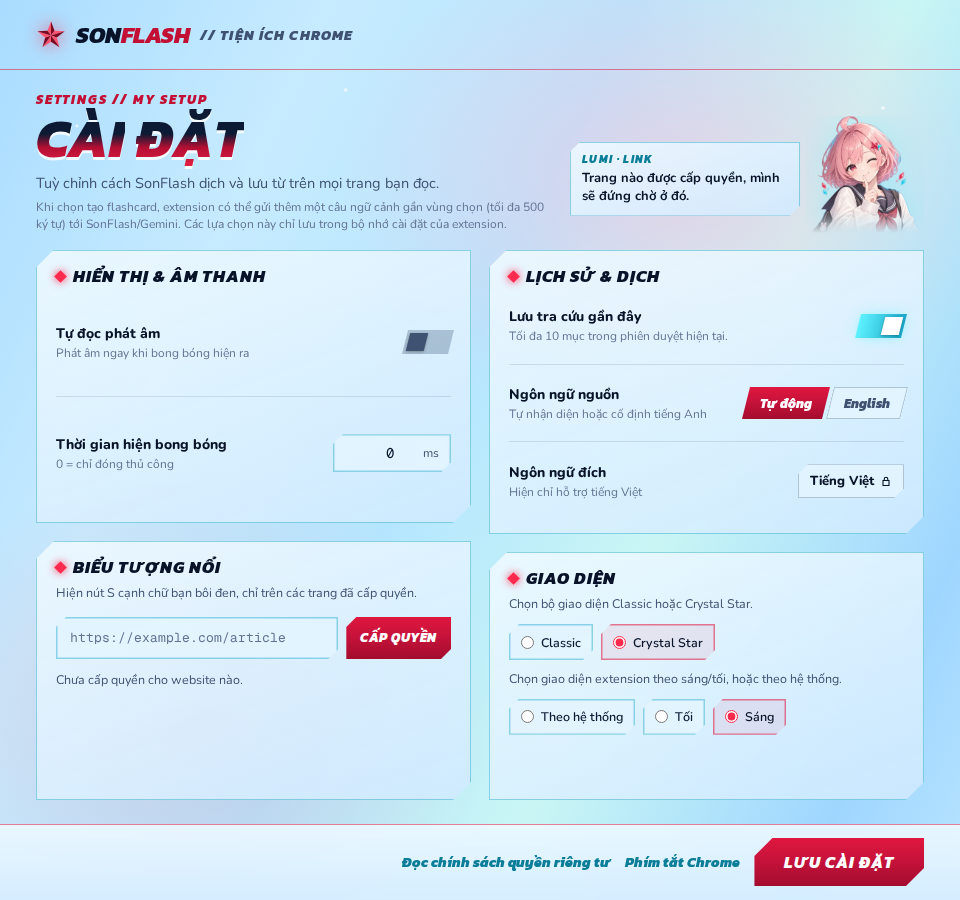 SONFLASH // TIỆN ÍCH CHROME
SETTINGS // MY SETUP
CÀI ĐẶT
Tuỳ chỉnh cách SonFlash dịch và lưu từ trên mọi trang bạn đọc.
Khi chọn tạo flashcard, extension có thể gửi thêm một câu ngữ cảnh gần vùng chọn (tối đa 500
ký tự) tới SonFlash/Gemini. Các lựa chọn này chỉ lưu trong bộ nhớ cài đặt của extension.
LUMI · LINK
Trang nào được cấp quyền, mình
sẽ đứng chờ ở đó.
HIỂN THỊ & ÂM THANH
Tự đọc phát âm
Phát âm ngay khi bong bóng hiện ra
Thời gian hiện bong bóng
0 = chỉ đóng thủ công
0 ms
LỊCH SỬ & DỊCH
Lưu tra cứu gần đây
Tối đa 10 mục trong phiên duyệt hiện tại.
Ngôn ngữ nguồn
Tự nhận diện hoặc cố định tiếng Anh
Tự động English
Ngôn ngữ đích
Hiện chỉ hỗ trợ tiếng Việt
Tiếng Việt
BIỂU TƯỢNG NỔI
Hiện nút S cạnh chữ bạn bôi đen, chỉ trên các trang đã cấp quyền.
https://example.com/article CẤP QUYỀN
Chưa cấp quyền cho website nào.
GIAO DIỆN
Chọn bộ giao diện Classic hoặc Crystal Star.
Classic Crystal Star
Chọn giao diện extension theo sáng/tối, hoặc theo hệ thống.
Theo hệ thống Tối Sáng
Đọc chính sách quyền riêng tư Phím tắt Chrome LƯU CÀI ĐẶT